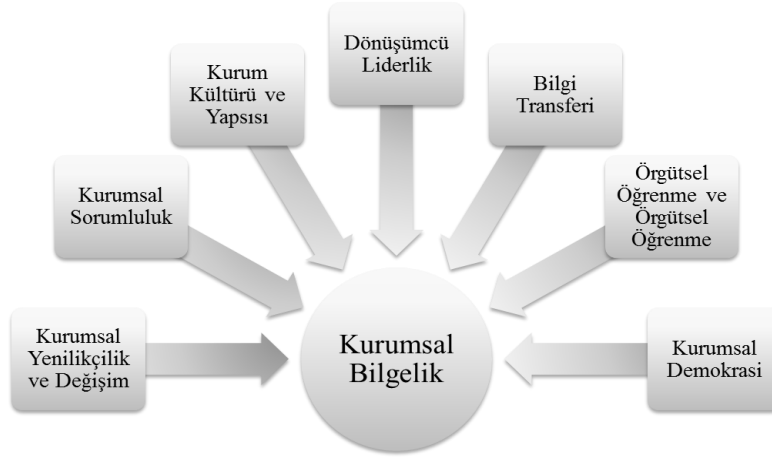 Dönüşümcü
Liderlik
Kurum
Kültürü ve
Yapsısı
Bilgi
Transferi
Kurumsal
Sorumluluk
Örgütsel
Öğrenme ve
Örgütsel
Öğrenme
Kurumsal
Yenilikçilik
ve Değişim
Kurumsal
Bilgelik
Kurumsal
Demokrasi